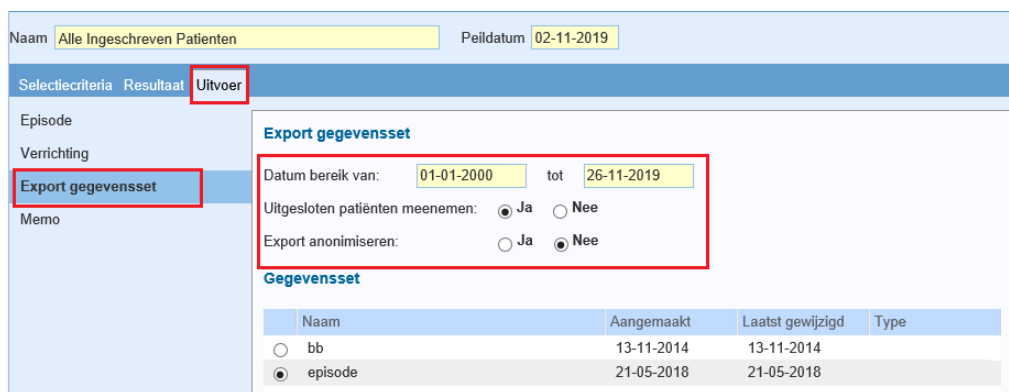 Naam Alle Ingeschreven Patienten Peildatum 02-11-2019
Selectiecriteria Resultaat Uitvoer
Episode
Verrichting
Export gegevensset
Memo
Export gegevensset
Datum bereik van: 01-01-2000 tot 26-11-2019
Uitgesloten patiënten meenemen: Ja Nee
Export anonimiseren: Ja Nee
Gegevensset
Naam Aangemaakt Laatst gewijzigd Type
bb 13-11-2014 13-11-2014
episode 21-05-2018 21-05-2018